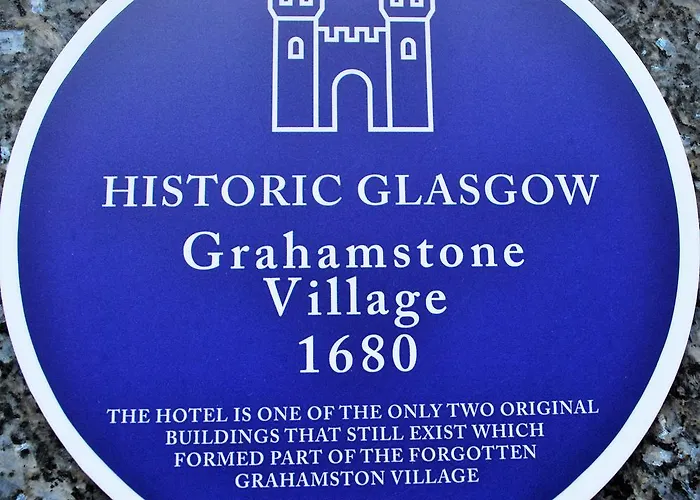 HISTORIC GLASGOW
Grahamstone
Village
1680
THE HOTEL IS ONE OF THE ONLY TWO ORIGINAL
BUILDINGS THAT STILL EXIST WHICH
FORMED PART OF THE FORGOTTEN
GRAHAMSTON VILLAGE